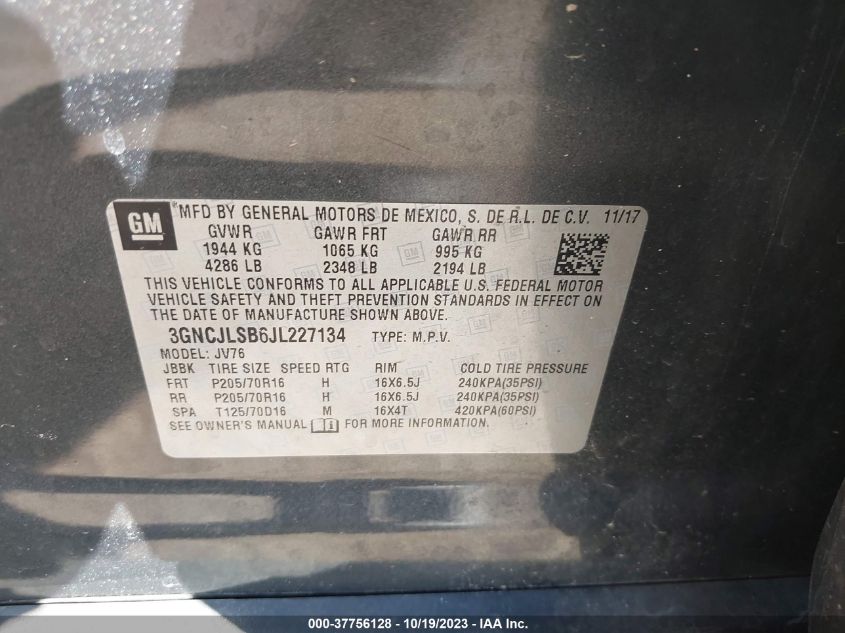 GM
®
MFD BY GENERAL MOTORS DE MEXICO, S. DE R.L. DE C.V. 11/17
GVWR GAWR FRT GAWR RR
1944 KG 1065 KG 995 KG
4286 LB 2348 LB 2194 LB
THIS VEHICLE CONFORMS TO ALL APPLICABLE U.S. FEDERAL MOTOR
VEHICLE SAFETY AND THEFT PREVENTION STANDARDS IN EFFECT ON
THE DATE OF MANUFACTURE SHOWN ABOVE.
3GNCJLSB6JL227134 TYPE: M.P.V.
MODEL: JV76
JBBK TIRE SIZE SPEED RTG RIM COLD TIRE PRESSURE
FRT P205/70R16 H 16X6.5J 240KPA(35PSI)
RR P205/70R16 H 16X6.5J 240KPA(35PSI)
SPA T125/70D16 M 16X4T 420KPA(60PSI)
SEE OWNER'S MANUAL FOR MORE INFORMATION.
000-37756128 - 10/19/2023 - IAA Inc.